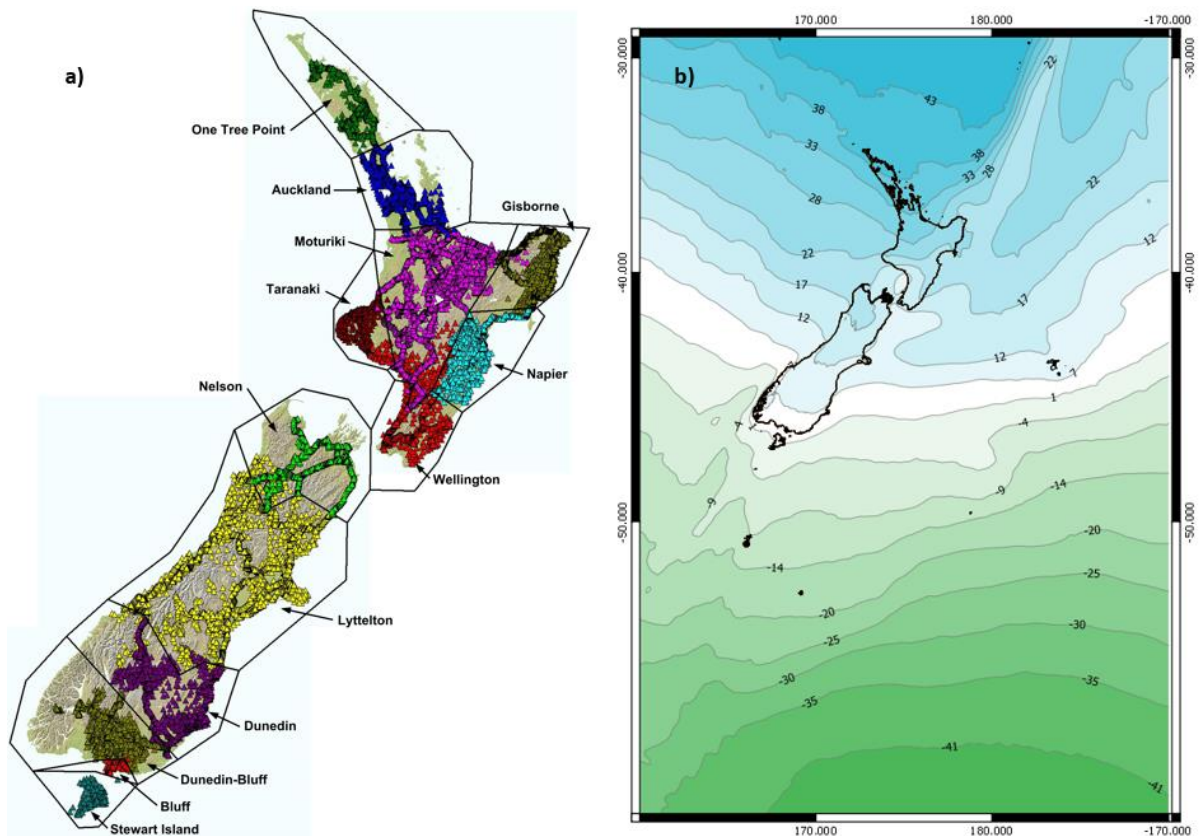 a)
One Tree Point
Auckland
Gisborne
Moturiki
Taranaki
Napier
Nelson
Wellington
Lyttelton
Dunedin
Dunedin-Bluff
Bluff
Stewart Island
b)
170.000 180.000 -170.000
-30.000 -30.000
-40.000 -40.000
-50.000 -50.000
170.000 180.000 -170.000
22
43
38
38
33
33
28
28
22
22
17
12
17
12
12
7
1
-4
-9
-14
-9
-14
-20
-20
-25
-25
-30
-30
-35
-35
-41
-41